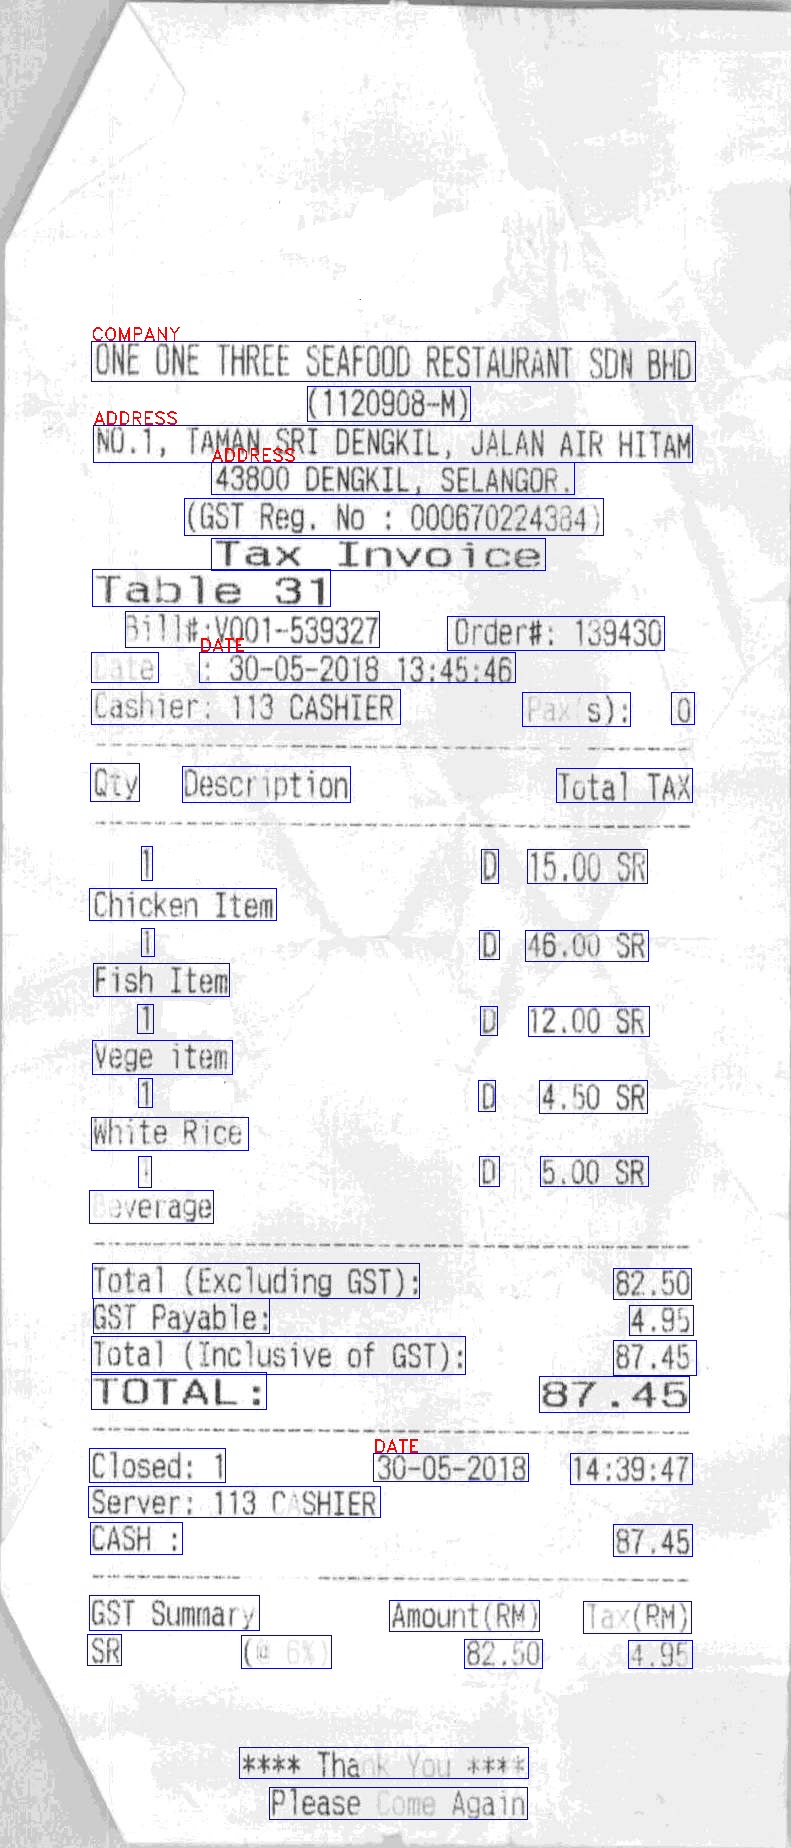 COMPANY
ONE ONE THREE SEAFOOD RESTAURANT SDN BHD
(1120908-M)
ADDRESS
NO.1, TAMAN SRI DENGKIL, JALAN AIR HITAM
ADDRESS
43800 DENGKIL, SELANGOR.
(GST Reg. No : 000670224384)
Tax Invoice
Table 31
Bill#:V001-539327 Order#: 139430
DATE
Date : 30-05-2018 13:45:46
Cashier: 113 CASHIER Pax(s): 0
Qty Description Total TAX
1 D 15.00 SR
Chicken Item
1 D 46.00 SR
Fish Item
1 D 12.00 SR
Vege item
1 D 4.50 SR
White Rice
1 D 5.00 SR
Beverage
Total (Excluding GST): 82.50
GST Payable: 4.95
Total (Inclusive of GST): 87.45
TOTAL: 87.45
DATE
Closed: 1 30-05-2018 14:39:47
Server: 113 CASHIER
CASH : 87.45
GST Summary Amount(RM) Tax(RM)
SR (@ 6%) 82.50 4.95
**** Thank You ****
Please Come Again